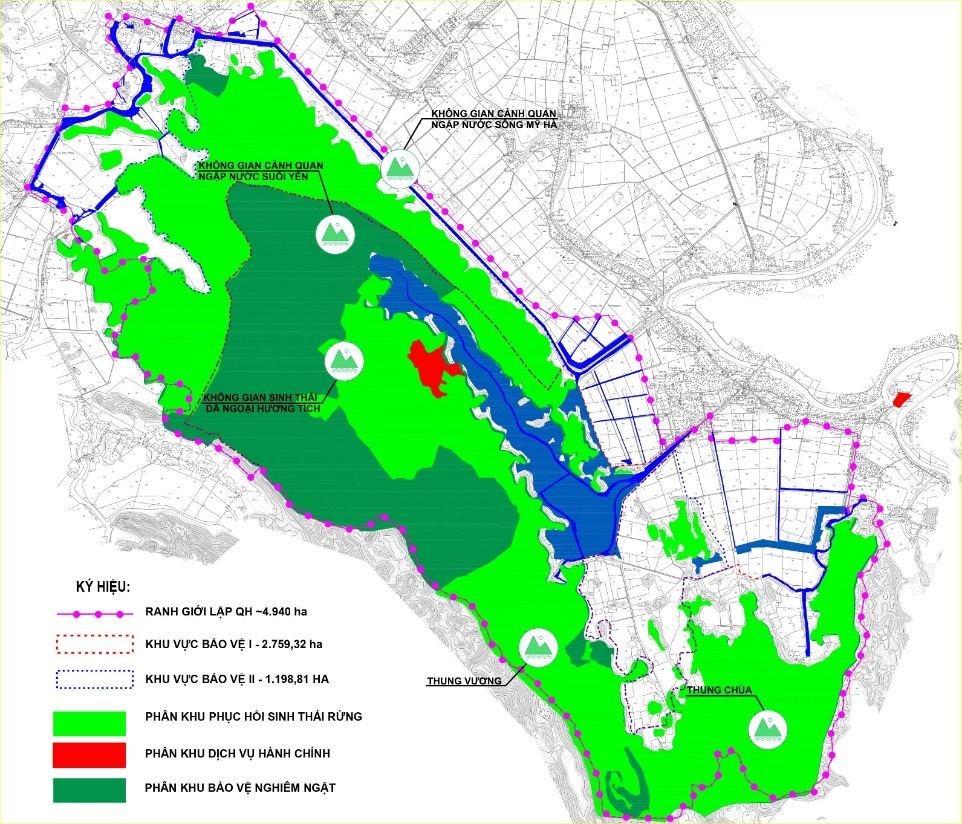 KHÔNG GIAN CẢNH QUAN
NGẬP NƯỚC SÔNG MỸ HÀ
KHÔNG GIAN CẢNH QUAN
NGẬP NƯỚC SUỐI YẾN
KHÔNG GIAN SINH THÁI
DÃ NGOẠI HƯƠNG TÍCH
THUNG VƯƠNG
THUNG CHÙA
KÝ HIỆU:
RANH GIỚI LẬP QH ~4.940 ha
KHU VỰC BẢO VỆ I - 2.759,32 ha
KHU VỰC BẢO VỆ II - 1.198,81 HA
PHÂN KHU PHỤC HỒI SINH THÁI RỪNG
PHÂN KHU DỊCH VỤ HÀNH CHÍNH
PHÂN KHU BẢO VỆ NGHIÊM NGẶT